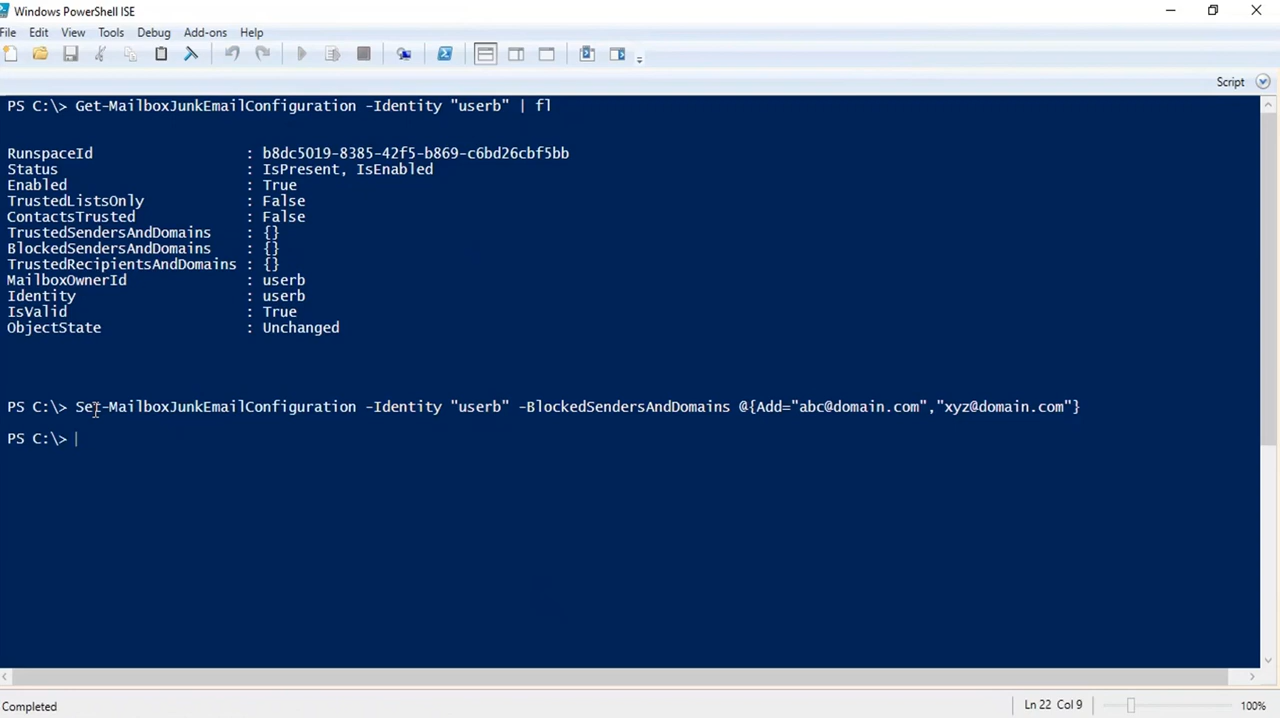 Windows PowerShell ISE
File Edit View Tools Debug Add-ons Help
Script
PS C:\> Get-MailboxJunkEmailConfiguration -Identity "userb" | fl
RunspaceId : b8dc5019-8385-42f5-b869-c6bd26cbf5bb
Status : IsPresent, IsEnabled
Enabled : True
TrustedListsOnly : False
ContactsTrusted : False
TrustedSendersAndDomains : {}
BlockedSendersAndDomains : {}
TrustedRecipientsAndDomains : {}
MailboxOwnerId : userb
Identity : userb
IsValid : True
ObjectState : Unchanged
PS C:\> Set-MailboxJunkEmailConfiguration -Identity "userb" -BlockedSendersAndDomains @{Add="abc@domain.com","xyz@domain.com"}
PS C:\>
Completed Ln 22 Col 9 100%